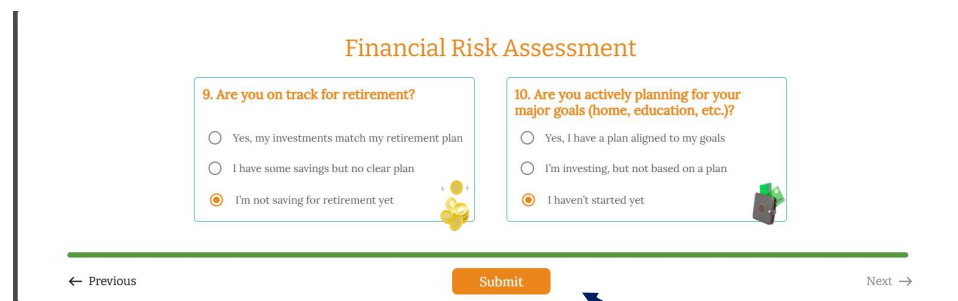 Financial Risk Assessment
9. Are you on track for retirement?
Yes, my investments match my retirement plan
I have some savings but no clear plan
I'm not saving for retirement yet
10. Are you actively planning for your
major goals (home, education, etc.)?
Yes, I have a plan aligned to my goals
I'm investing, but not based on a plan
I haven't started yet
← Previous
Submit
Next →